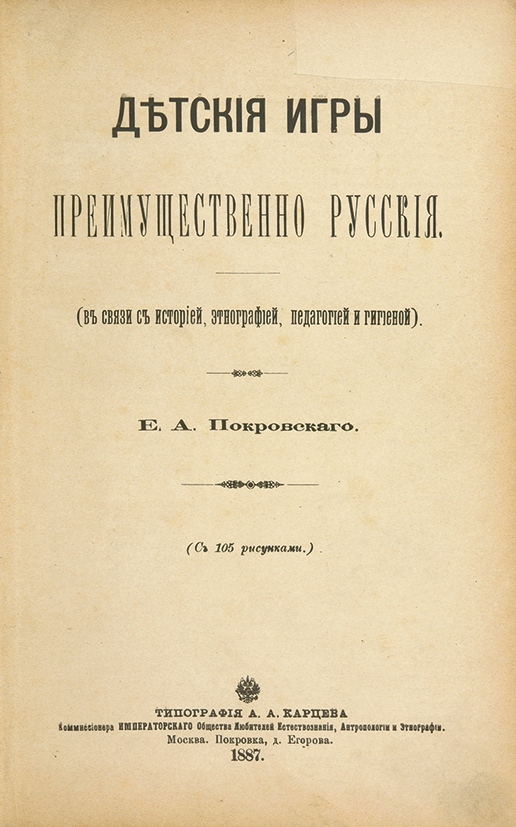 ДѢТСКІЯ ИГРЫ
ПРЕИМУЩЕСТВЕННО РУССКІЯ.
(въ связи съ исторіей, этнографіей, педагогіей и гигіеной).
Е. А. Покровскаго.
(Съ 105 рисунками.)
ТИПОГРАФІЯ А. А. КАРЦЕВА
Коммиссіонера ИМПЕРАТОРСКАГО Общества Любителей Естествознанія, Антропологіи и Этнографіи.
Москва. Покровка, д. Егорова.
1887.